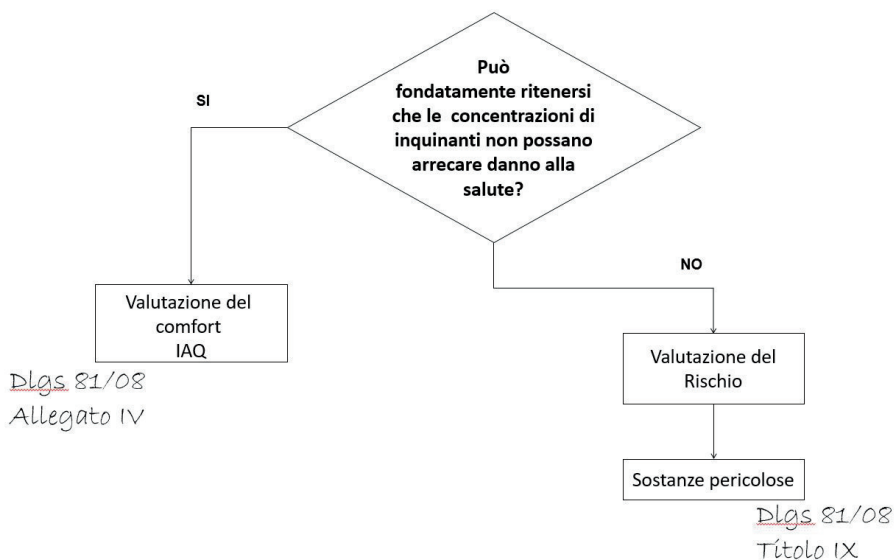 Può
fondatamente ritenersi
che le concentrazioni di
inquinanti non possano
arrecare danno alla
salute?
SI
NO
Valutazione del
comfort
IAQ
Dlgs 81/08
Allegato IV
Valutazione del
Rischio
Sostanze pericolose
Dlgs 81/08
Titolo IX